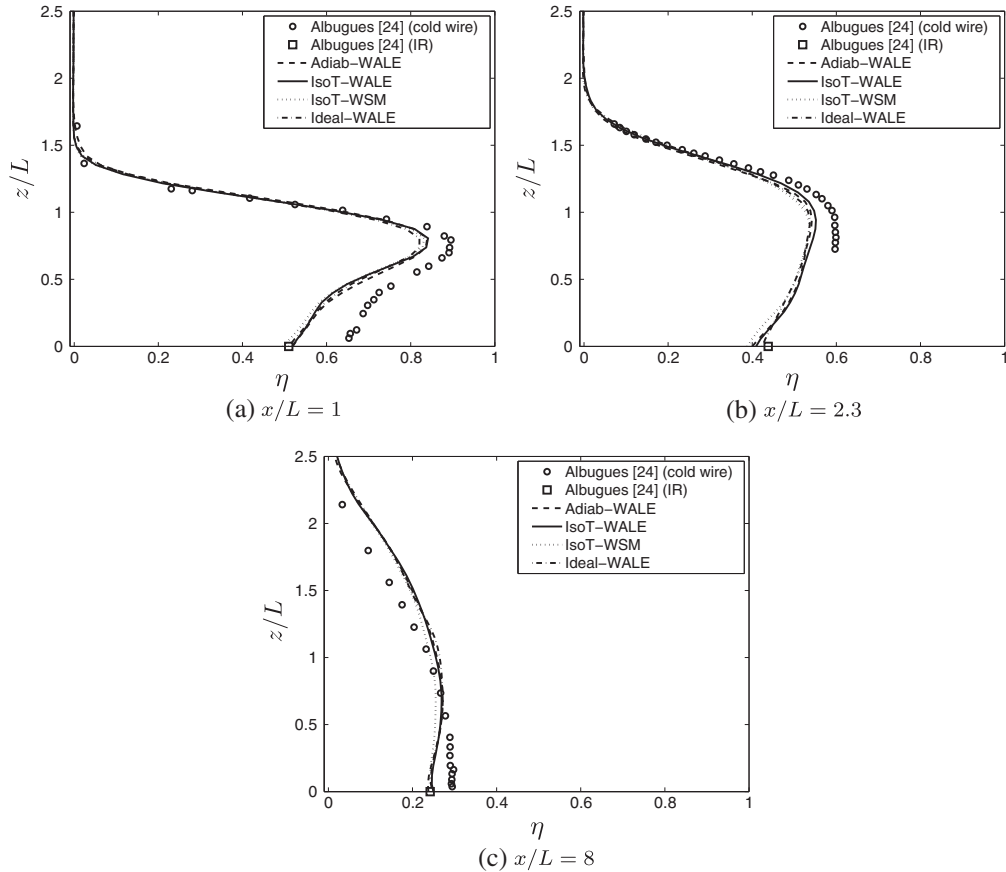 2.5
2
1.5
1
0.5
0
z/L
0
0.2
0.4
0.6
0.8
1
η
Albugues [24] (cold wire)
Albugues [24] (IR)
Adiab−WALE
IsoT−WALE
IsoT−WSM
Ideal−WALE
(a) x/L = 1
2.5
2
1.5
1
0.5
0
z/L
0
0.2
0.4
0.6
0.8
1
η
Albugues [24] (cold wire)
Albugues [24] (IR)
Adiab−WALE
IsoT−WALE
IsoT−WSM
Ideal−WALE
(b) x/L = 2.3
2.5
2
1.5
1
0.5
0
z/L
0
0.2
0.4
0.6
0.8
1
η
Albugues [24] (cold wire)
Albugues [24] (IR)
Adiab−WALE
IsoT−WALE
IsoT−WSM
Ideal−WALE
(c) x/L = 8